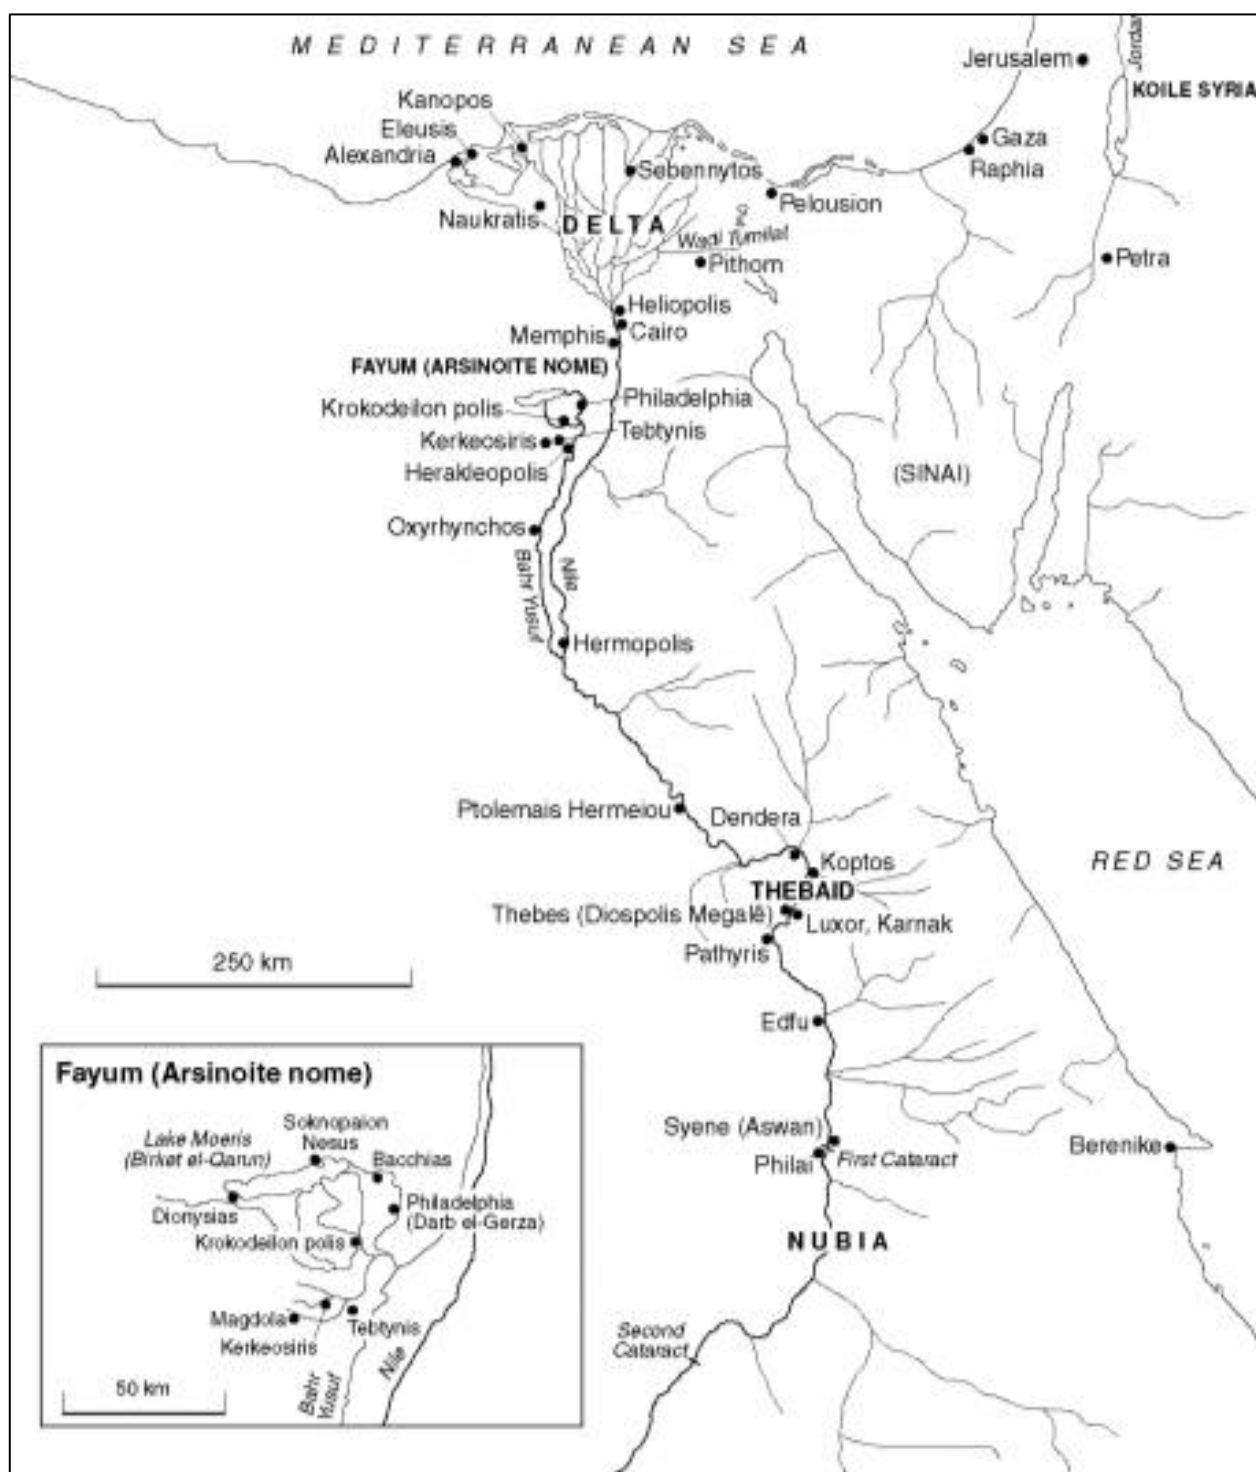 MEDITERRANEAN SEA
Jordan
Jerusalem
KOILE SYRIA
Kanopos
Eleusis
Alexandria
Gaza
Raphia
Sebennytos
Pelousion
Naukratis
DELTA
Wadi Tumilat
Pithom
Petra
Heliopolis
Cairo
Memphis
FAYUM (ARSINOITE NOME)
Philadelphia
Krokodeilon polis
Tebtynis
Kerkeosiris
Herakleopolis
(SINAI)
Oxyrhynchos
Bahr Yusuf
Nile
Hermopolis
Ptolemais Hermeiou
Dendera
Koptos
RED SEA
THEBAID
Thebes (Diospolis Megalê)
Luxor, Karnak
Pathyris
250 km
Edfu
Syene (Aswan)
First Cataract
Philai
Berenike
NUBIA
Second
Cataract
Fayum (Arsinoite nome)
Soknopaion
Nesus
Lake Moeris
(Birket el-Qarun)
Bacchias
Dionysias
Philadelphia
(Darb el-Gerza)
Krokodeilon polis
Magdola
Tebtynis
Kerkeosiris
Bahr
Yusuf
Nile
50 km